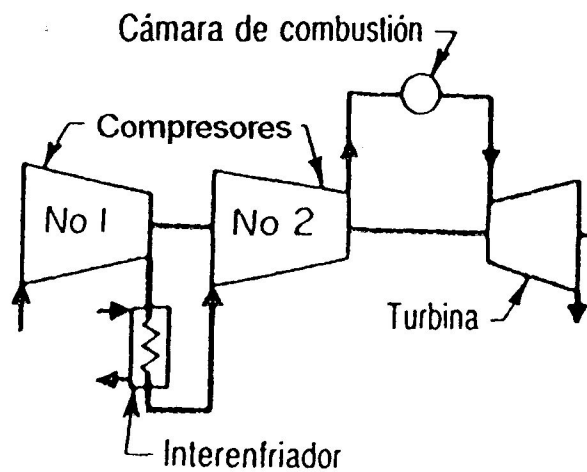 Cámara de combustión
Compresores
No 1
No 2
Turbina
Interenfriador